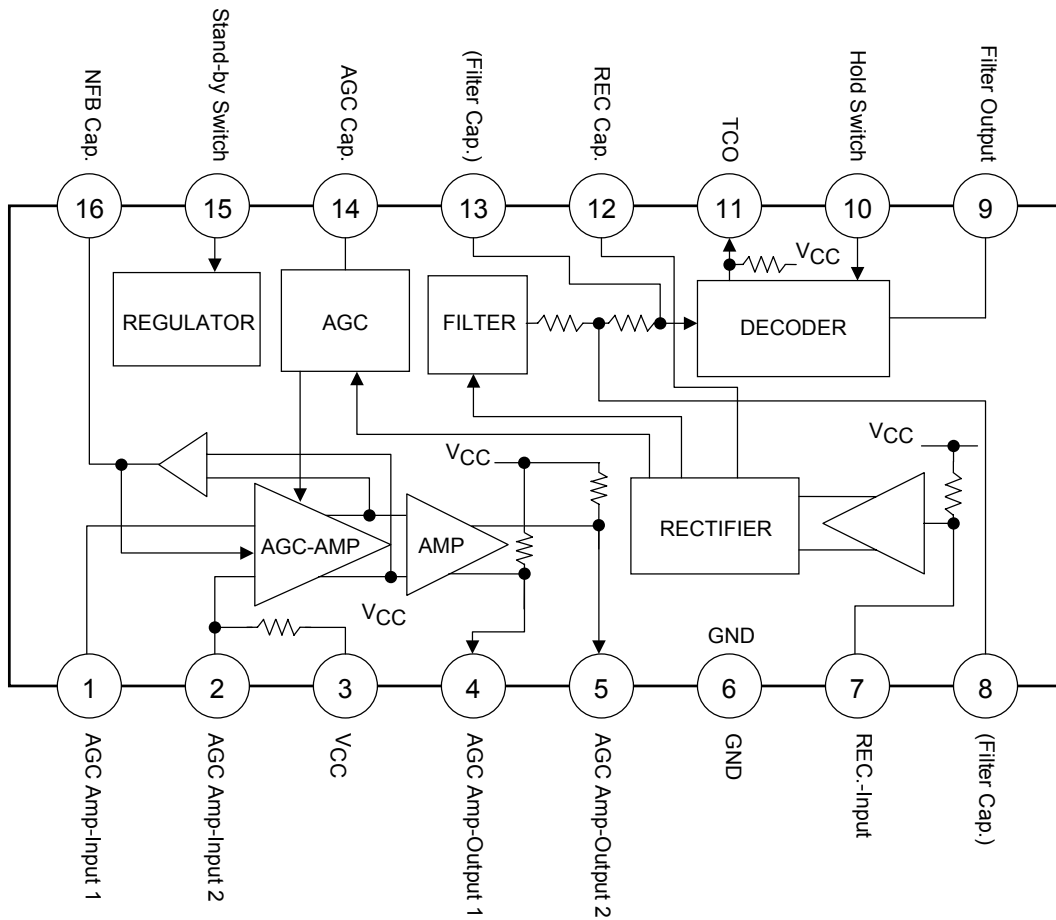 NFB Cap.
Stand-by Switch
AGC Cap.
(Filter Cap.)
REC Cap.
TCO
Hold Switch
Filter Output
16
15
14
13
12
11
10
9
VCC
REGULATOR
AGC
FILTER
DECODER
VCC
VCC
RECTIFIER
AGC-AMP
AMP
VCC
GND
1
2
3
4
5
6
7
8
AGC Amp-Input 1
AGC Amp-Input 2
VCC
AGC Amp-Output 1
AGC Amp-Output 2
GND
REC.-Input
(Filter Cap.)